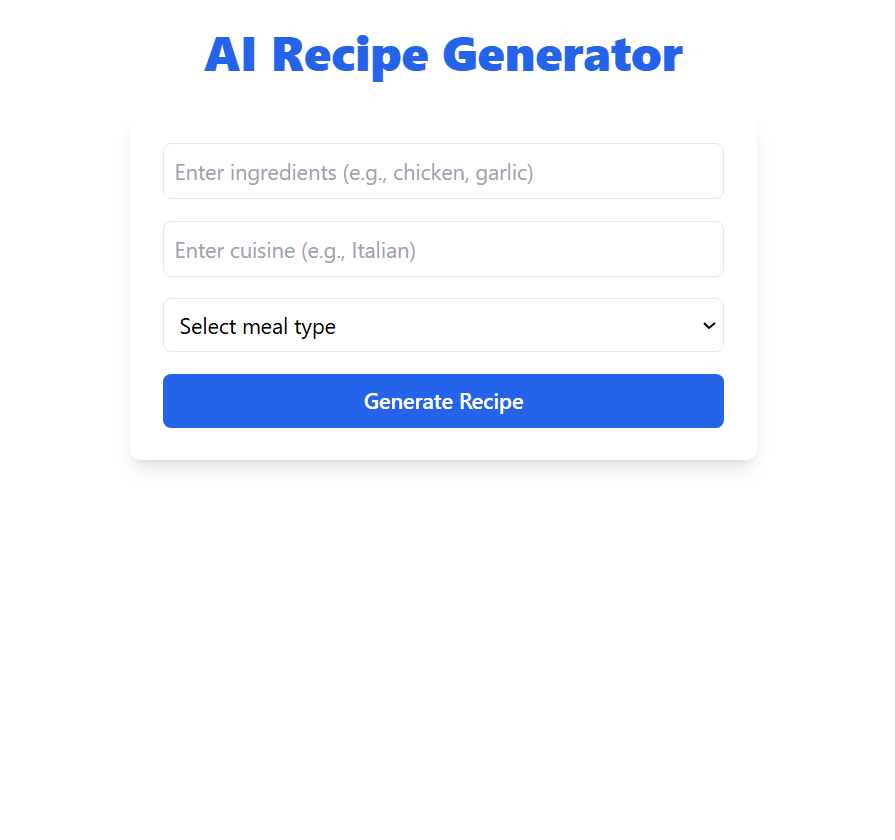 AI Recipe Generator
Enter ingredients (e.g., chicken, garlic)
Enter cuisine (e.g., Italian)
Select meal type
Generate Recipe